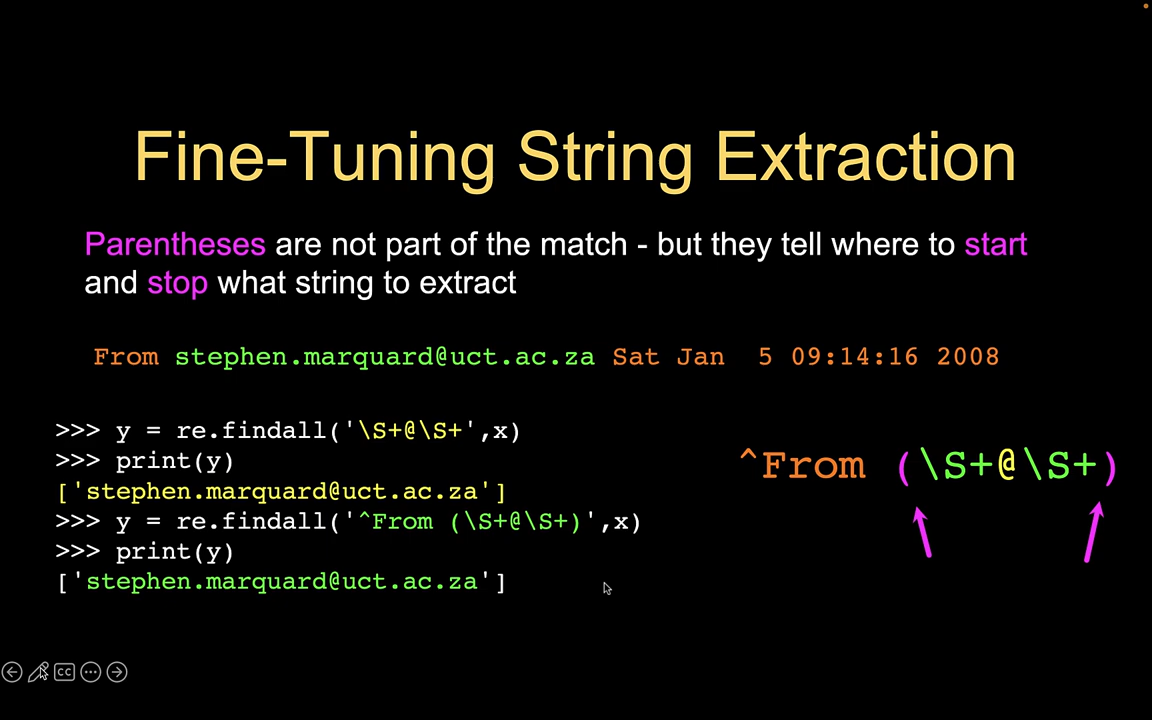 Fine-Tuning String Extraction
Parentheses are not part of the match - but they tell where to start
and stop what string to extract
From stephen.marquard@uct.ac.za Sat Jan  5 09:14:16 2008
>>> y = re.findall('\S+@\S+',x)
>>> print(y)
['stephen.marquard@uct.ac.za']
>>> y = re.findall('^From (\S+@\S+)',x)
>>> print(y)
['stephen.marquard@uct.ac.za']
^From (\S+@\S+)
CC